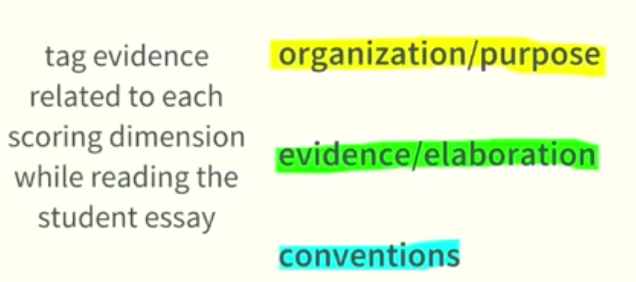 tag evidence
related to each
scoring dimension
while reading the
student essay
organization/purpose
evidence/elaboration
conventions